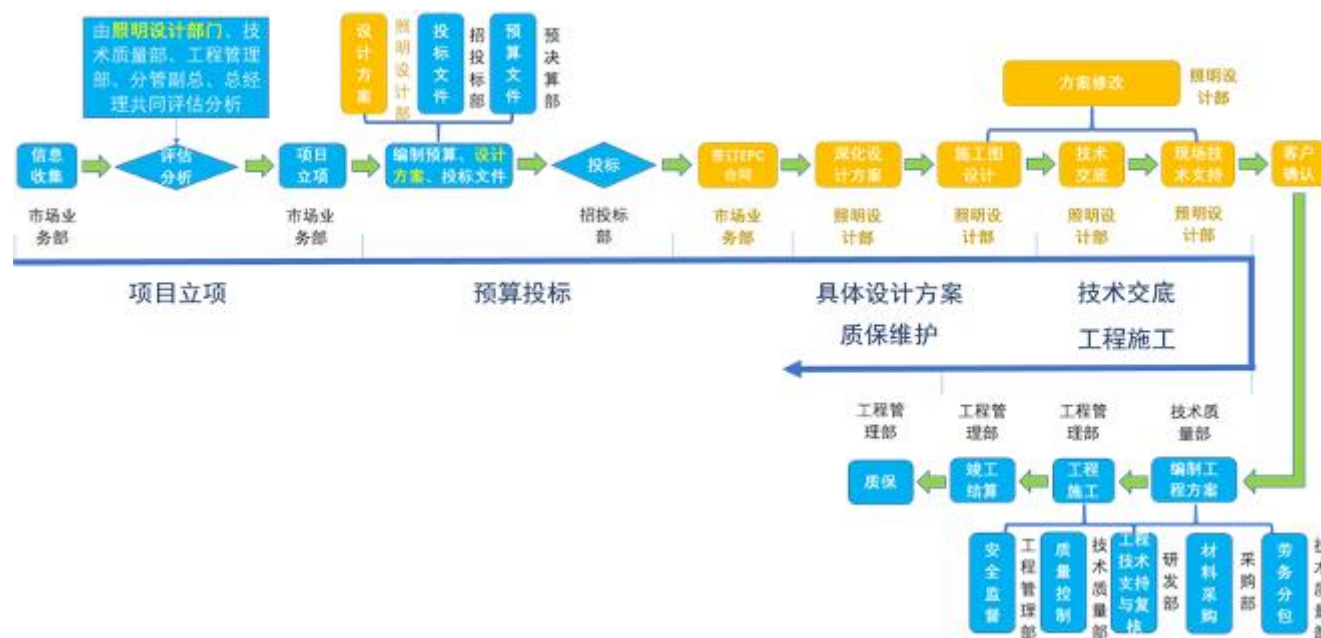 由照明设计部门、技
术质量部、工程管理
部、分管副总、总经
理共同评估分析
设计方案
照明设计部
投标文件
招投标部
预算文件
预决算部
方案修改
照明设
计部
信息
收集
评估
分析
项目
立项
编制预算、设计
方案、投标文件
投标
签订EPC
合同
深化设
计方案
施工图
设计
技术
交底
现场技
术支持
客户
确认
市场业
务部
市场业
务部
招投标
部
市场业
务部
照明设
计部
照明设
计部
照明设
计部
照明设
计部
项目立项
预算投标
具体设计方案
技术交底
质保维护
工程施工
工程管
理部
工程管
理部
工程管
理部
技术质
量部
质保
竣工
结算
工程
施工
编制工
程方案
安全监督
工程管理部
质量控制
技术质量部
工程
技术
支持
与复
核
研发部
材料采购
采购部
劳务分包
技术质量部